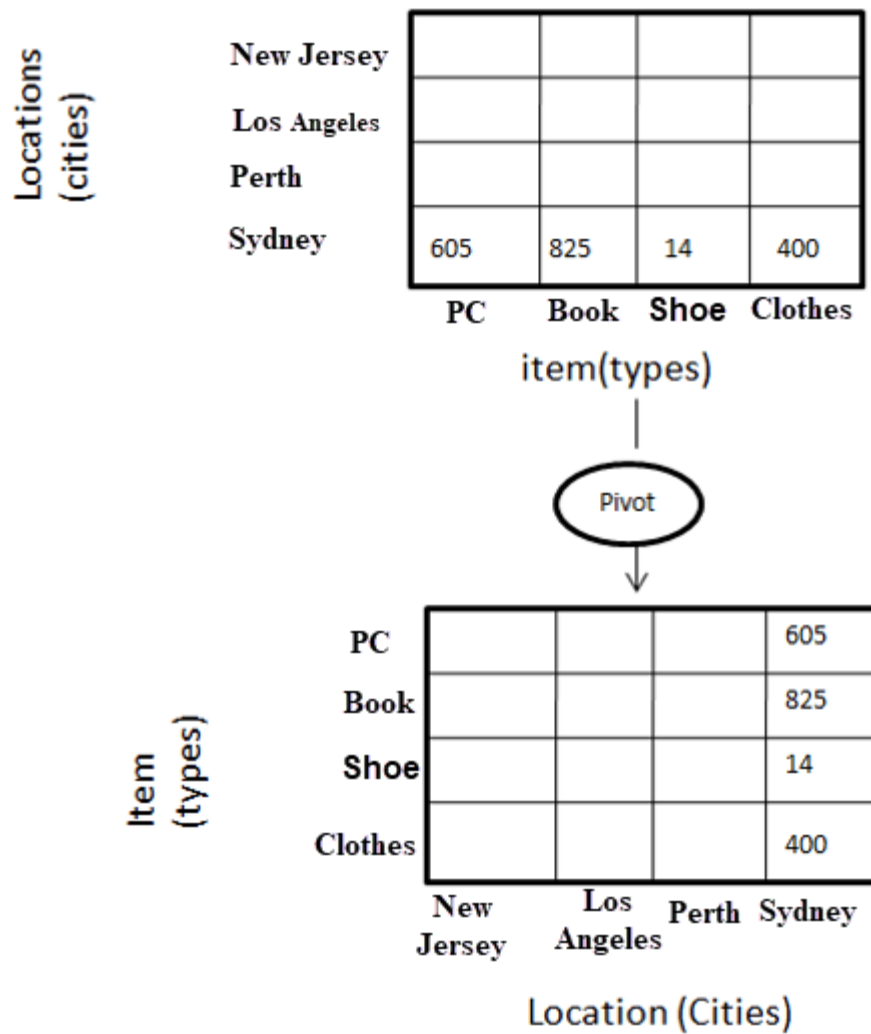 Locations
(cities)
New Jersey
Los Angeles
Perth
Sydney
605 825 14 400
PC Book Shoe Clothes
item(types)
Pivot
Item
(types)
PC 605
Book 825
Shoe 14
Clothes 400
New Jersey
Los Angeles
Perth
Sydney
Location (Cities)